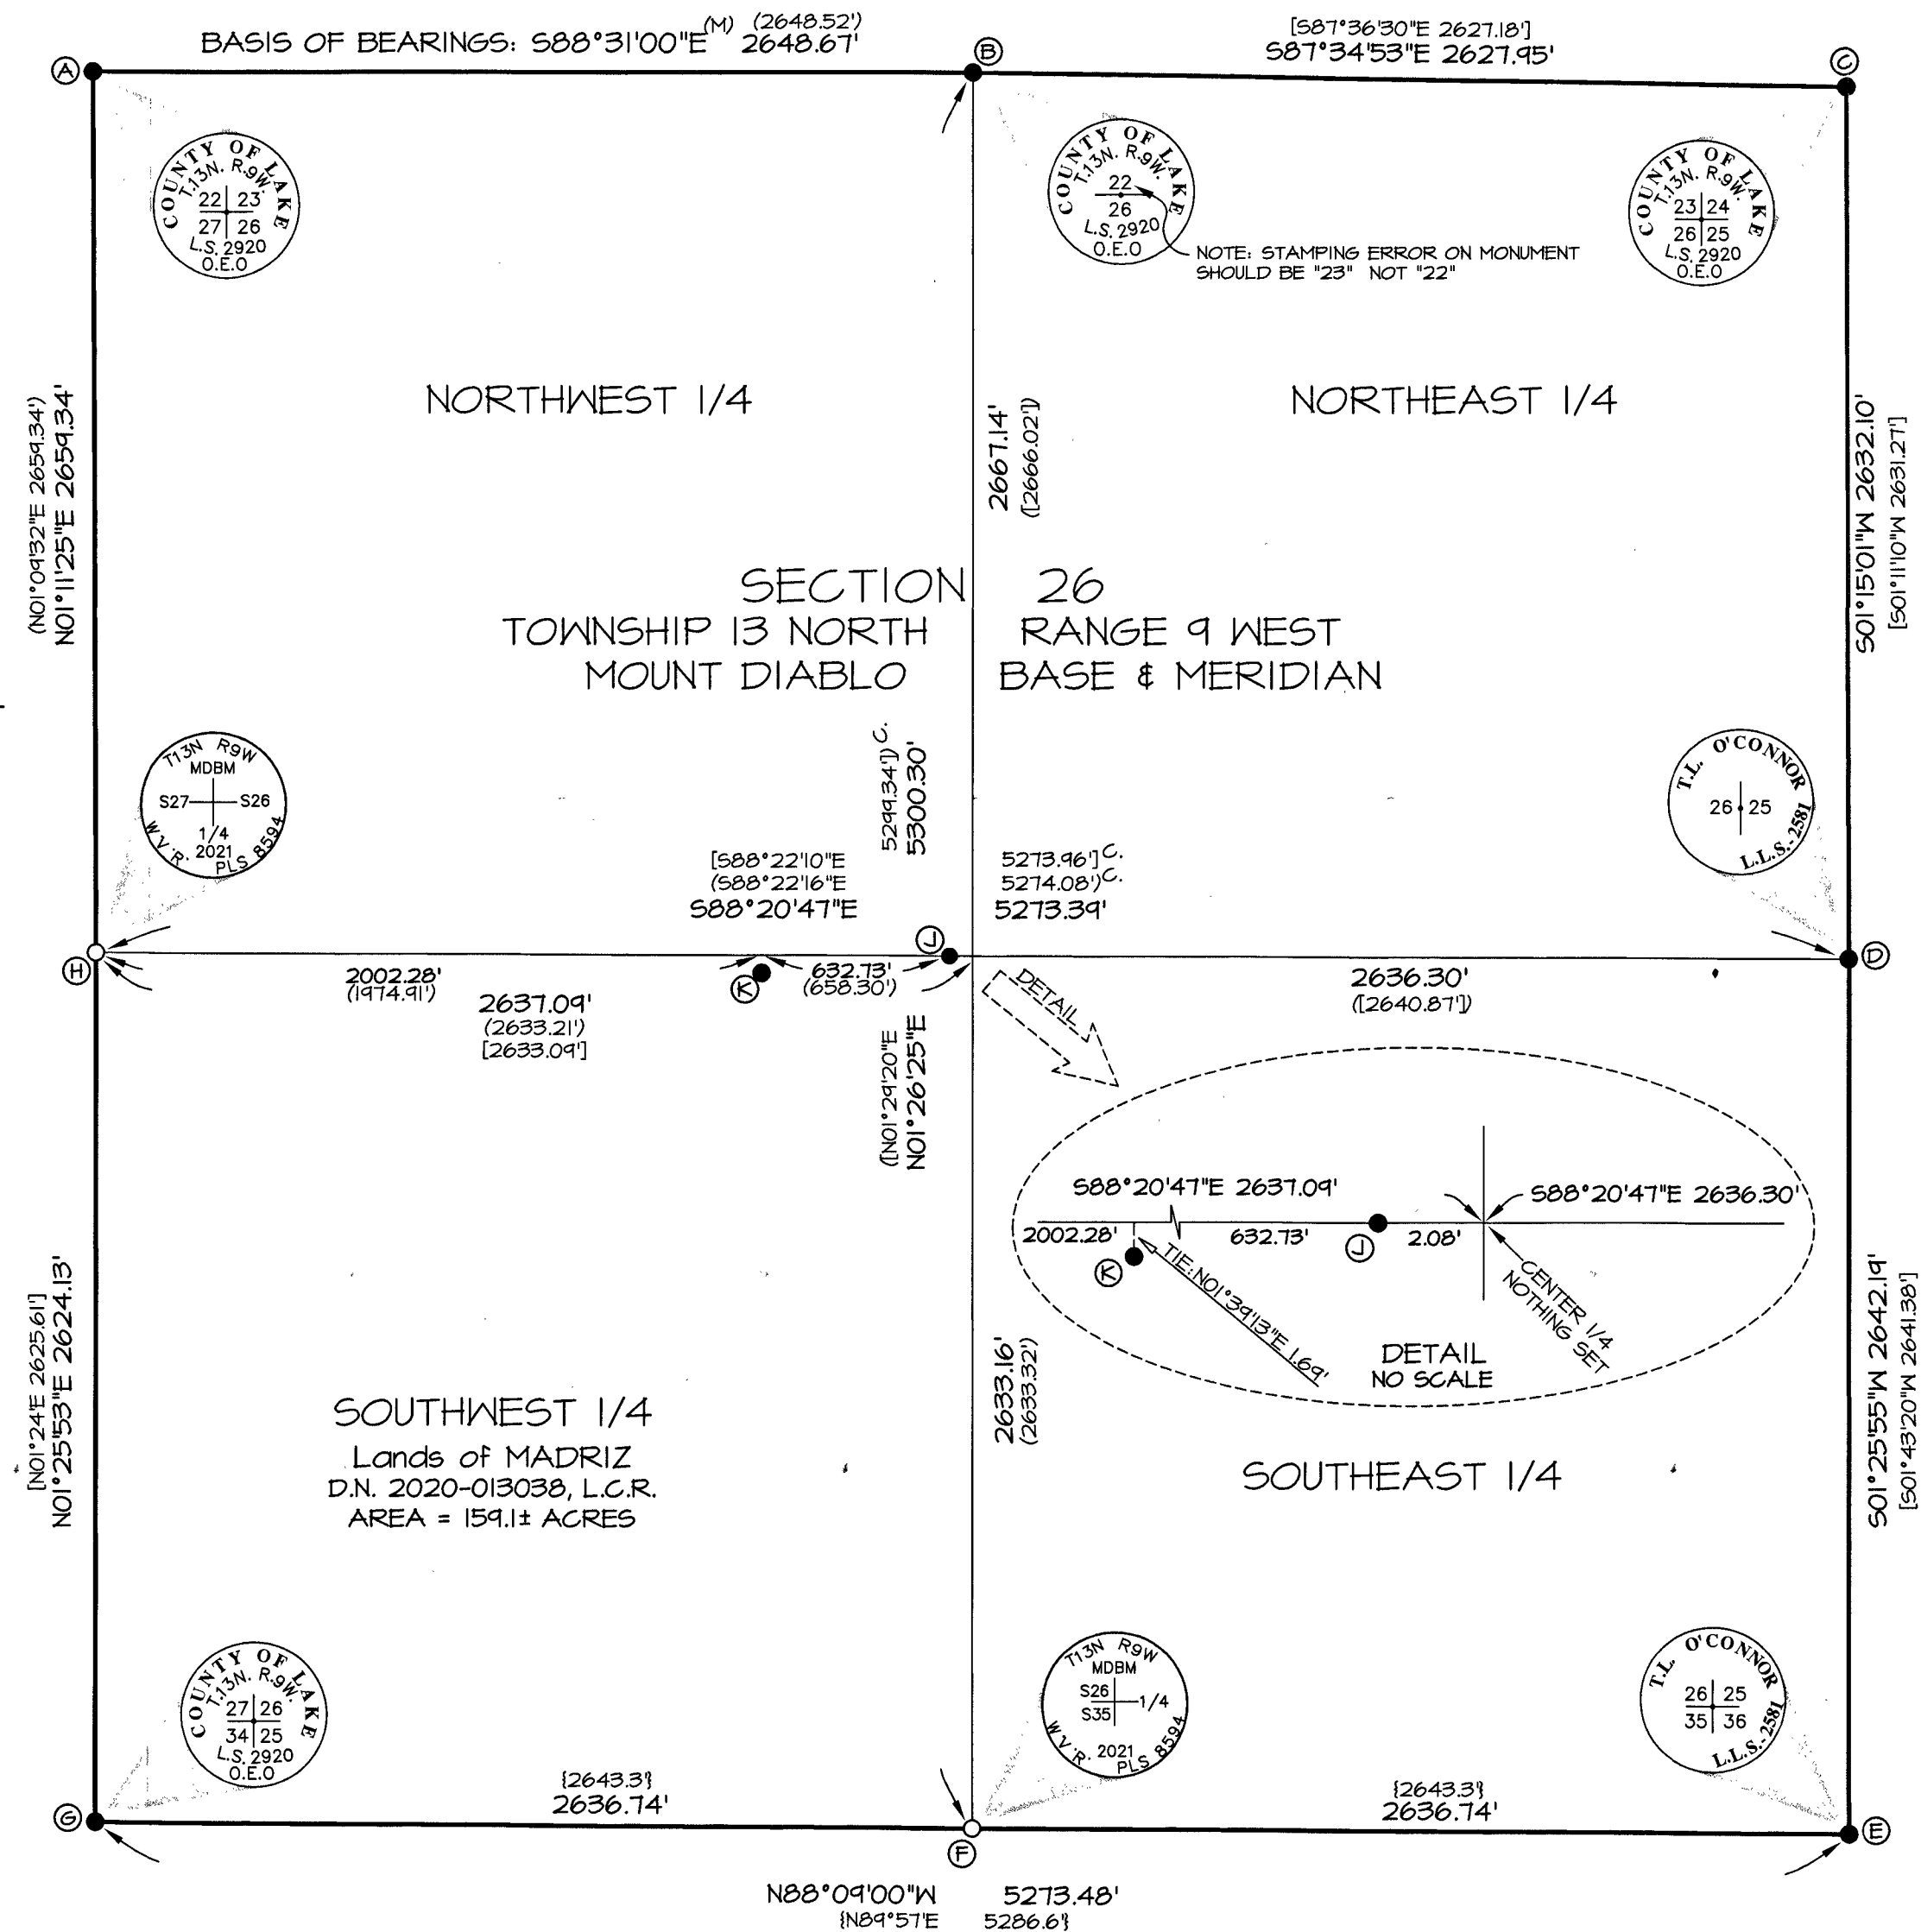 BASIS OF BEARINGS: S88°31'00"E (M) (2648.52')
2648.67'
[S87°36'30"E 2627.18']
S87°34'53"E 2627.95'
A
B
C
COUNTY OF LAKE
T.13N. R.9W.
22 23
27 26
L.S. 2920
O.E.O
COUNTY OF LAKE
T.13N. R.9W.
22
26
L.S. 2920
O.E.O
NOTE: STAMPING ERROR ON MONUMENT
SHOULD BE "23" NOT "22"
COUNTY OF LAKE
T.13N. R.9W.
23 24
26 25
L.S. 2920
O.E.O
NORTHWEST 1/4
NORTHEAST 1/4
(N01°09'32"E 2659.34')
N01°11'25"E 2659.34'
2667.14'
([2666.02'])
S01°15'01"W 2632.10'
[S01°11'10"W 2631.27']
SECTION 26
TOWNSHIP 13 NORTH RANGE 9 WEST
MOUNT DIABLO BASE & MERIDIAN
T13N R9W
MDBM
S27 S26
1/4
2021
W.V.R. PLS 8594
T.L. O'CONNOR
26 25
L.L.S.-2581
5299.34'])C.
5300.30'
[S88°22'10"E 5273.96']C.
(S88°22'16"E 5274.08')C.
S88°20'47"E 5273.39'
H
J
K
D
2002.28'
(1974.91')
632.73'
(658.30')
2637.09'
(2633.21')
[2633.09']
2636.30'
([2640.87'])
([N01°29'20"E
N01°26'25"E
DETAIL
S88°20'47"E 2637.09'
S88°20'47"E 2636.30'
2002.28'
632.73'
J
2.08'
K
TIE: N01°39'13"E 1.69'
CENTER 1/4
NOTHING SET
DETAIL
NO SCALE
[N01°24'E 2625.61']
N01°25'53"E 2624.13'
2633.16'
(2633.32')
S01°25'55"W 2642.19'
[S01°43'20"W 2641.38']
SOUTHWEST 1/4
Lands of MADRIZ
D.N. 2020-013038, L.C.R.
AREA = 159.1± ACRES
SOUTHEAST 1/4
COUNTY OF LAKE
T.13N. R.9W.
27 26
34 25
L.S. 2920
O.E.O
T13N R9W
MDBM
S26
S35 1/4
2021
W.V.R. PLS 8594
T.L. O'CONNOR
26 25
35 36
L.L.S.-2581
{2643.3'}
2636.74'
{2643.3'}
2636.74'
G
F
E
N88°09'00"W 5273.48'
{N89°57'E 5286.6'}